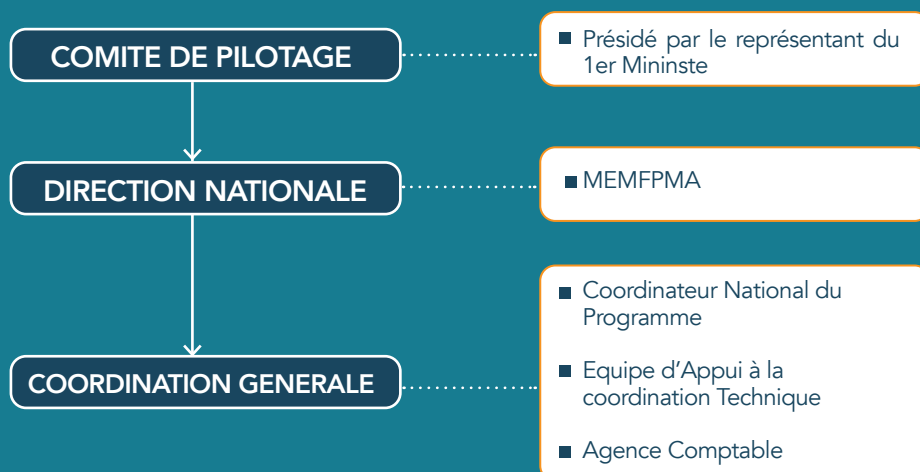 COMITE DE PILOTAGE
■ Présidé par le représentant du
1er Mininste
DIRECTION NATIONALE
■ MEMFPMA
COORDINATION GENERALE
■ Coordinateur National du
Programme
■ Equipe d'Appui à la
coordination Technique
■ Agence Comptable